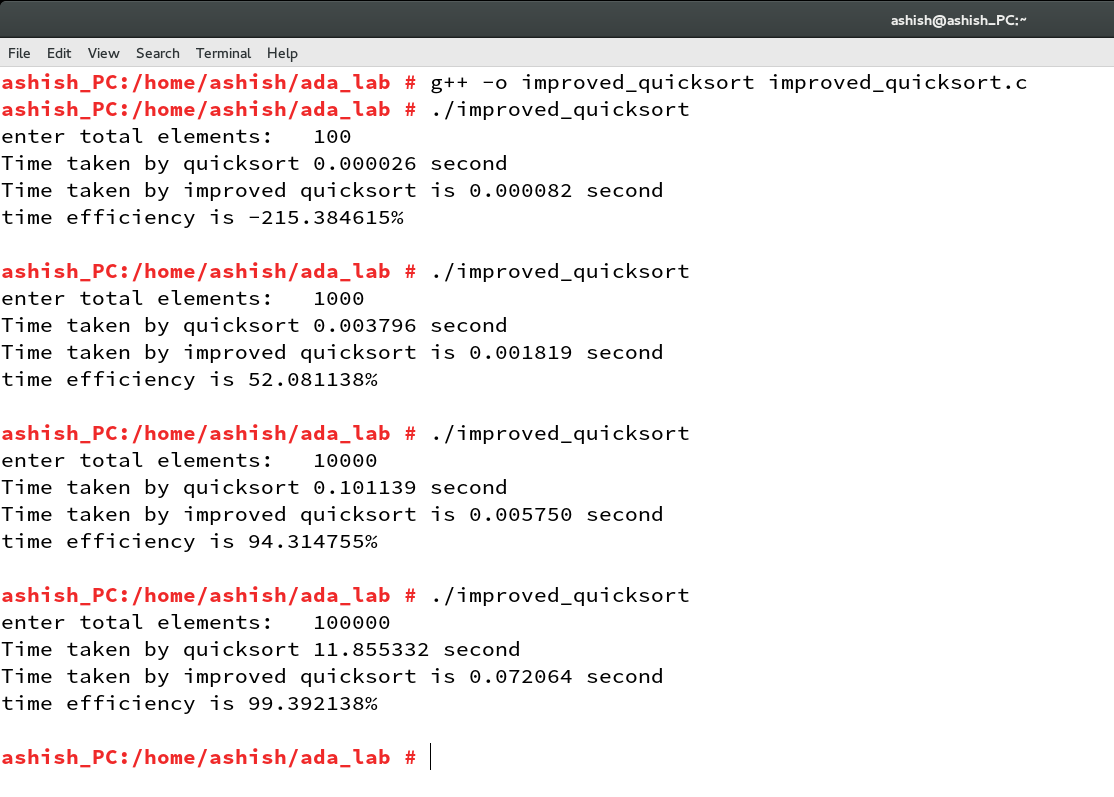 ashish@ashish_PC:~
File Edit View Search Terminal Help
ashish_PC:/home/ashish/ada_lab # g++ -o improved_quicksort improved_quicksort.c
ashish_PC:/home/ashish/ada_lab # ./improved_quicksort
enter total elements:   100
Time taken by quicksort 0.000026 second
Time taken by improved quicksort is 0.000082 second
time efficiency is -215.384615%
ashish_PC:/home/ashish/ada_lab # ./improved_quicksort
enter total elements:   1000
Time taken by quicksort 0.003796 second
Time taken by improved quicksort is 0.001819 second
time efficiency is 52.081138%
ashish_PC:/home/ashish/ada_lab # ./improved_quicksort
enter total elements:   10000
Time taken by quicksort 0.101139 second
Time taken by improved quicksort is 0.005750 second
time efficiency is 94.314755%
ashish_PC:/home/ashish/ada_lab # ./improved_quicksort
enter total elements:   100000
Time taken by quicksort 11.855332 second
Time taken by improved quicksort is 0.072064 second
time efficiency is 99.392138%
ashish_PC:/home/ashish/ada_lab #